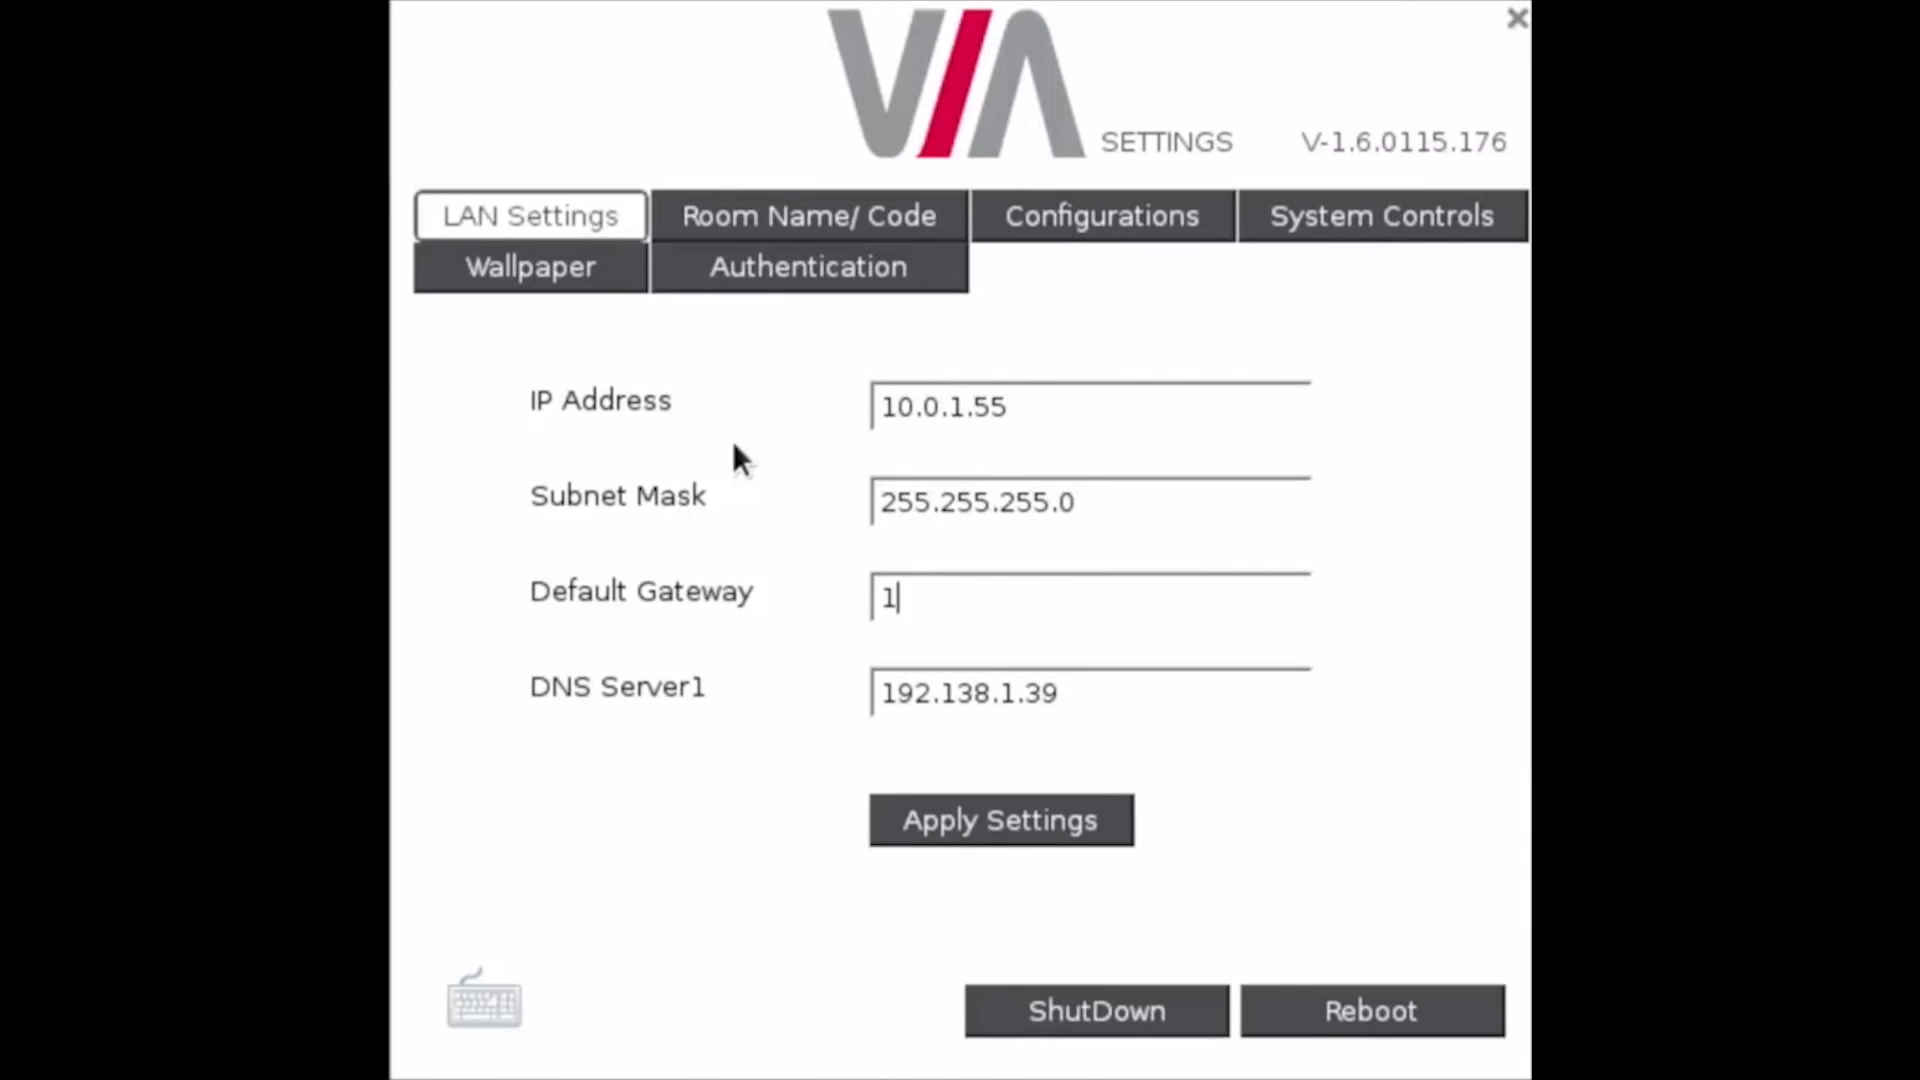 VIA SETTINGS V-1.6.0115.176
LAN Settings Room Name/ Code Configurations System Controls
Wallpaper Authentication
IP Address 10.0.1.55
Subnet Mask 255.255.255.0
Default Gateway 1
DNS Server1 192.138.1.39
Apply Settings
ShutDown Reboot